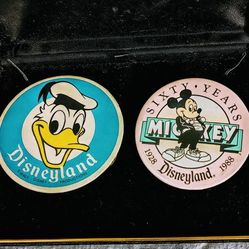 Disneyland
SIXTY • YEARS
MICKEY
1928 Disneyland. 1988